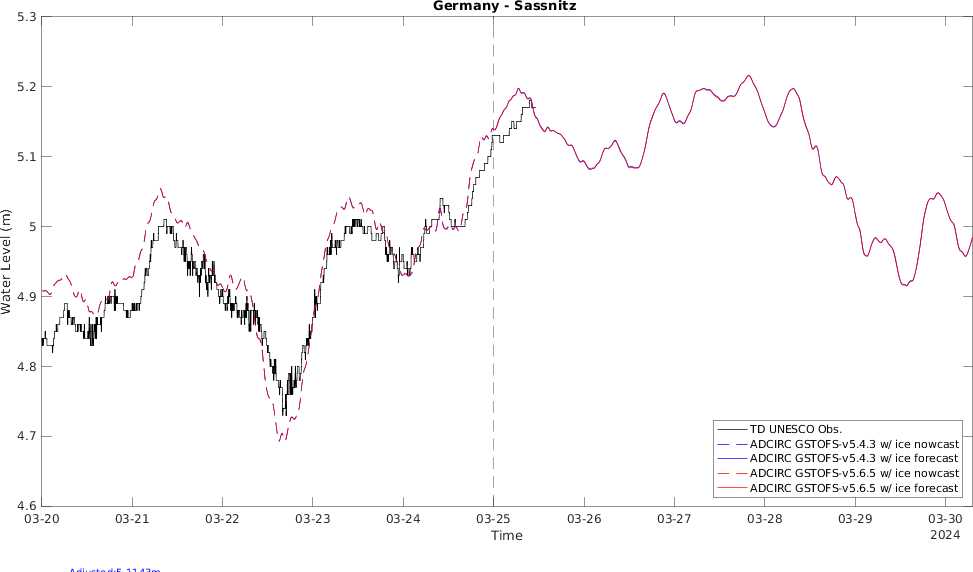 Germany - Sassnitz
5.3
5.2
5.1
5
4.9
4.8
4.7
4.6
Water Level (m)
03-20
03-21
03-22
03-23
03-24
03-25
03-26
03-27
03-28
03-29
03-30
Time
2024
TD UNESCO Obs.
ADCIRC GSTOFS-v5.4.3 w/ ice nowcast
ADCIRC GSTOFS-v5.4.3 w/ ice forecast
ADCIRC GSTOFS-v5.6.5 w/ ice nowcast
ADCIRC GSTOFS-v5.6.5 w/ ice forecast
Adjusted:5.1143m